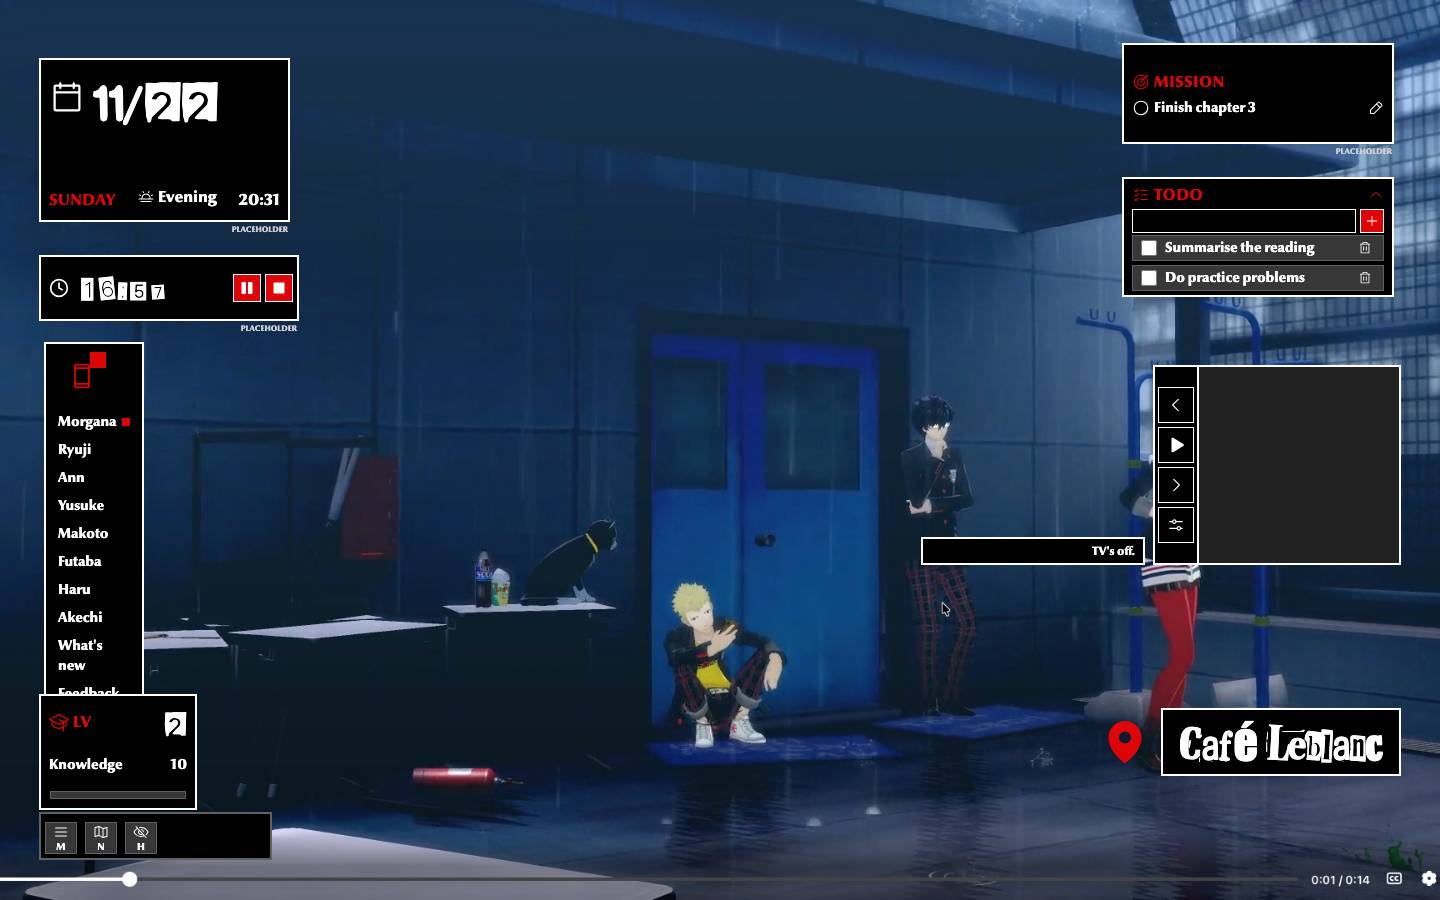 11/22
SUNDAY Evening 20:31
PLACEHOLDER
16:57
PLACEHOLDER
Morgana
Ryuji
Ann
Yusuke
Makoto
Futaba
Haru
Akechi
What's
new
Feedback
LV 2
Knowledge 10
M N H
MISSION
Finish chapter 3
PLACEHOLDER
TODO
Summarise the reading
Do practice problems
TV's off.
Café Leblanc
0:01 / 0:14
CC